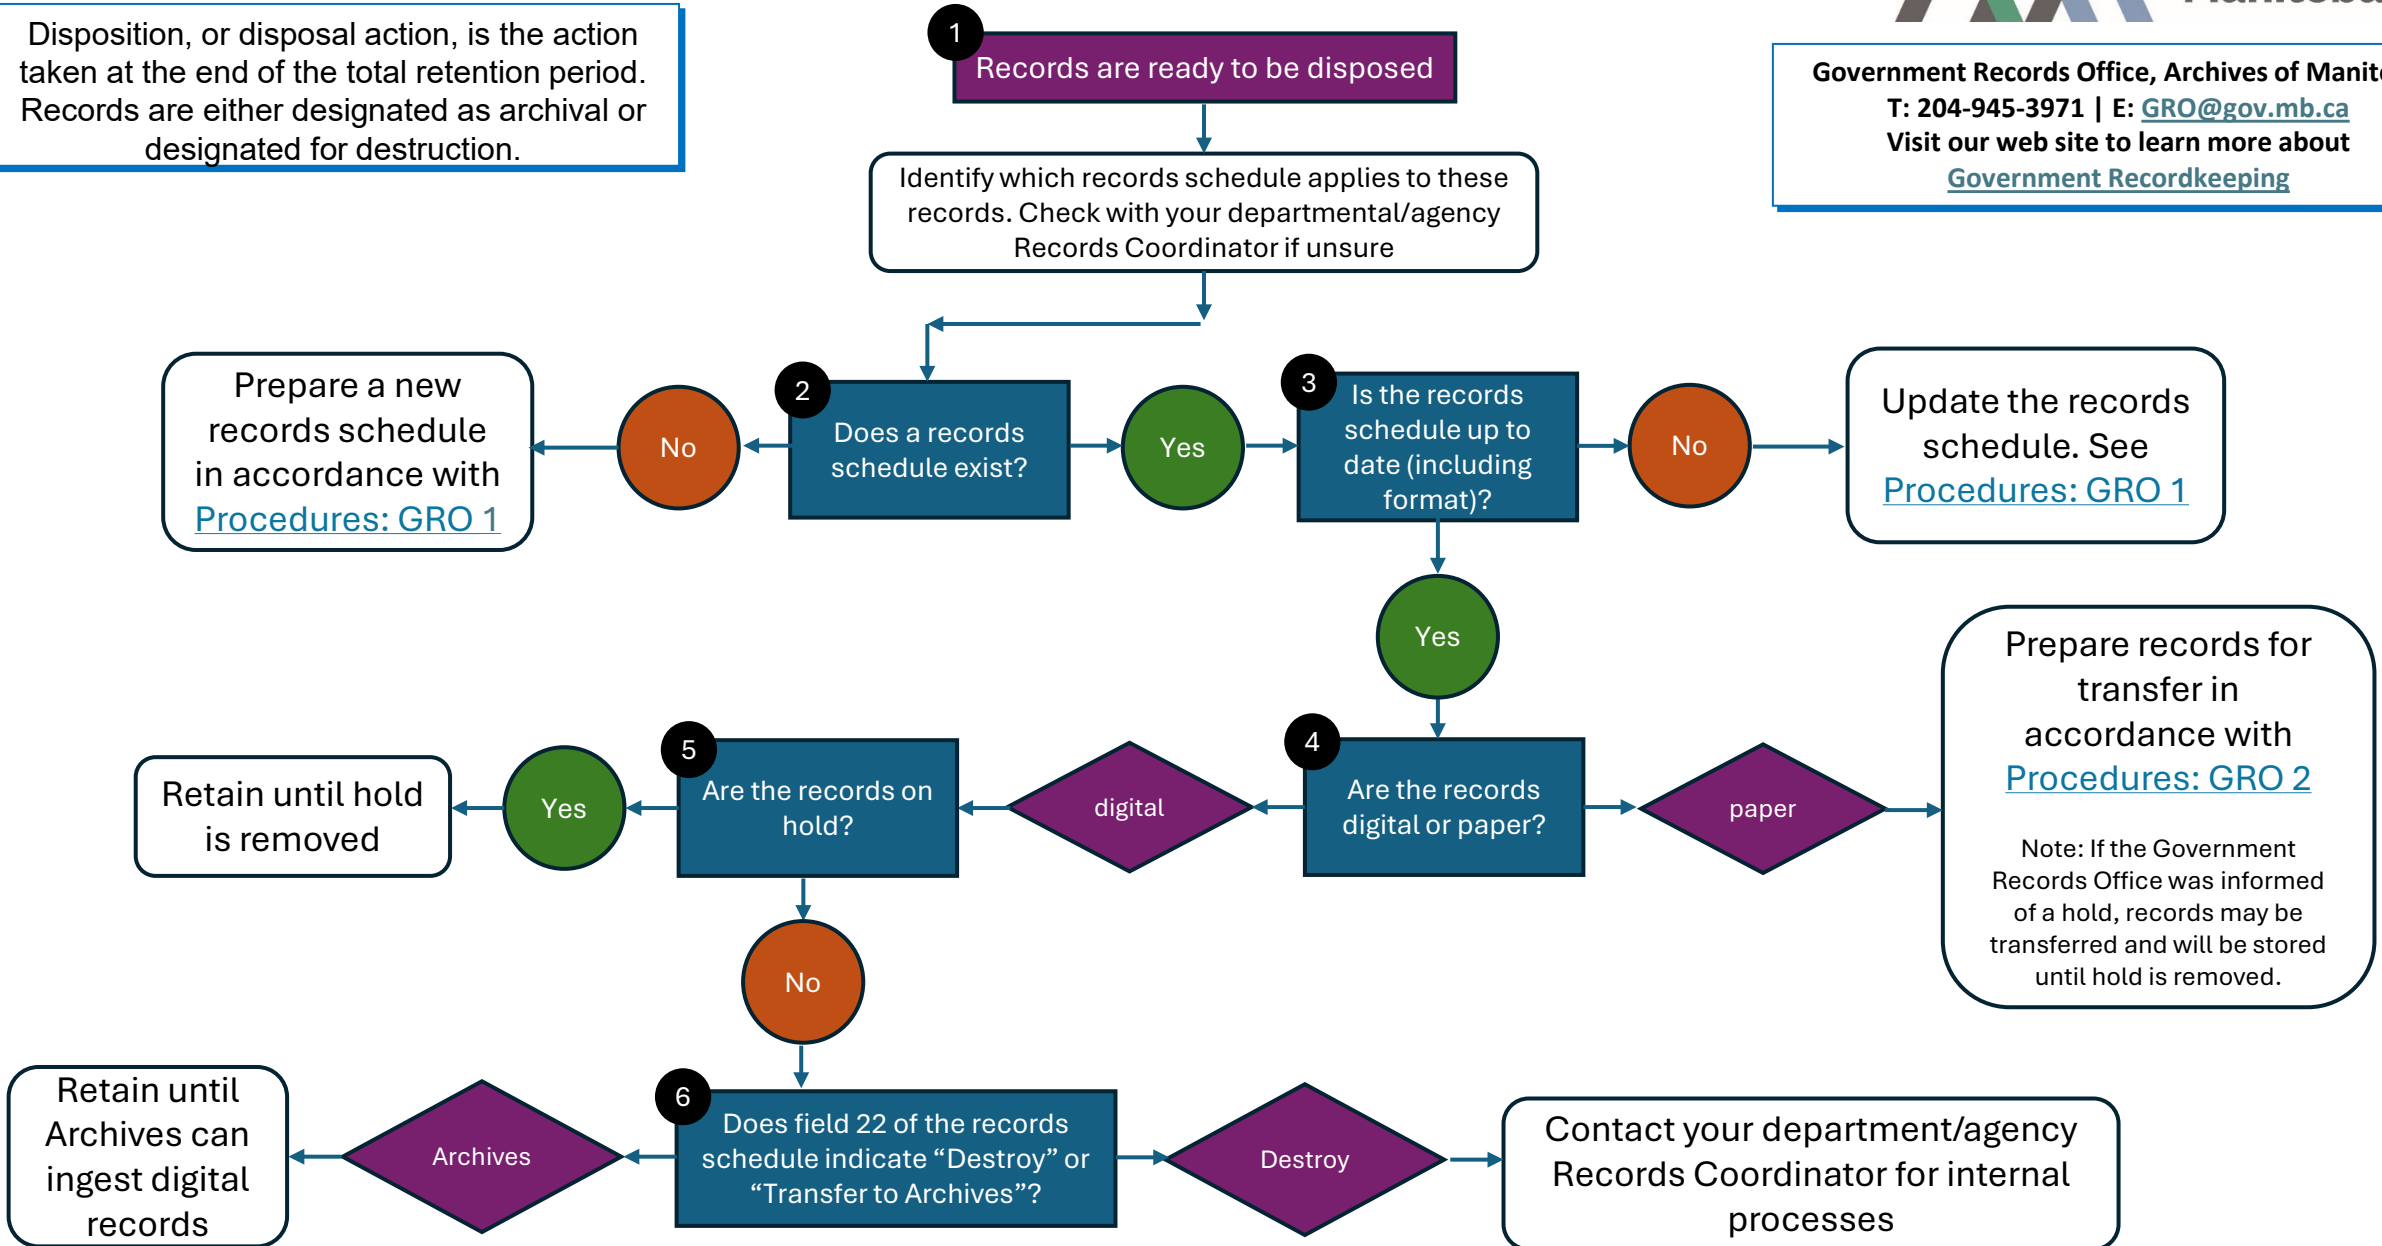 Disposition, or disposal action, is the action
taken at the end of the total retention period.
Records are either designated as archival or
designated for destruction.
1
Records are ready to be disposed
Government Records Office, Archives of
T: 204-945-3971 | E: GRO@gov.mb.ca
Visit our web site to learn more about
Government Recordkeeping
Identify which records schedule applies to these
records. Check with your departmental/agency
Records Coordinator if unsure
Prepare a new
records schedule
in accordance with
Procedures: GRO 1
No
2
Does a records
schedule exist?
Yes
3
Is the records
schedule up to
date (including
format)?
No
Update the records
schedule. See
Procedures: GRO 1
Yes
Retain until hold
is removed
Yes
5
Are the records on
hold?
digital
4
Are the records
digital or paper?
paper
Prepare records for
transfer in
accordance with
Procedures: GRO 2
Note: If the Government
Records Office was informed
of a hold, records may be
transferred and will be stored
until hold is removed.
No
Retain until
Archives can
ingest digital
records
Archives
6
Does field 22 of the records
schedule indicate “Destroy” or
“Transfer to Archives”?
Destroy
Contact your department/agency
Records Coordinator for internal
processes